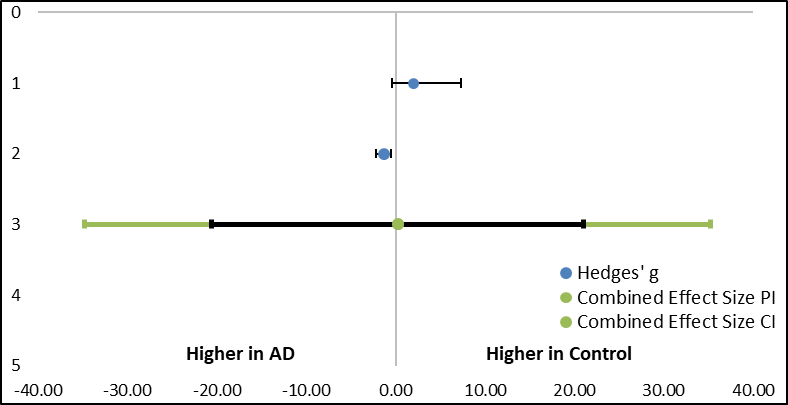 0
1
2
3
Hedges' g
Combined Effect Size PI
4
Combined Effect Size CI
Higher in AD Higher in Control
5
-40.00 -30.00 -20.00 -10.00 0.00 10.00 20.00 30.00 40.00